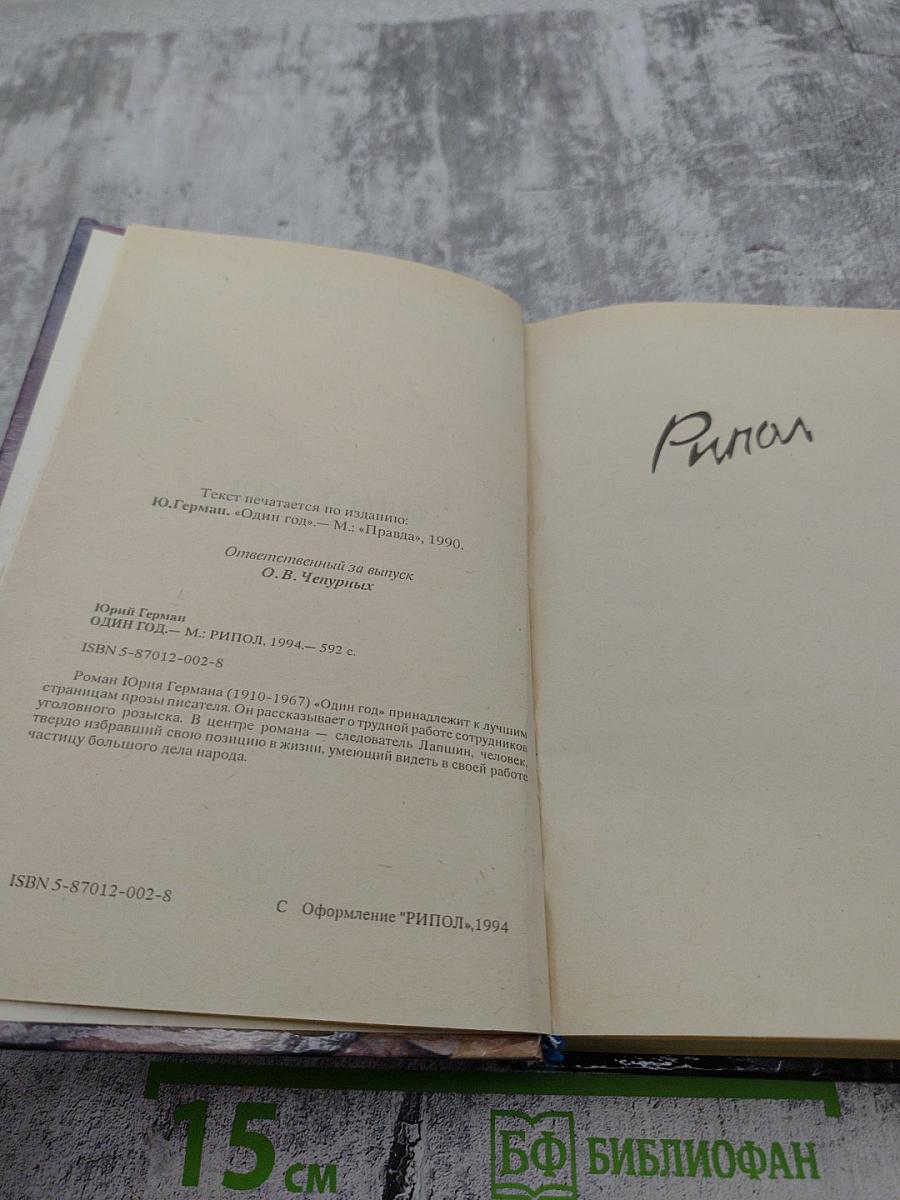 Текст печатается по изданию:
Ю.Герман. «Один год».— М.: «Правда», 1990.
Ответственный за выпуск
О. В. Чепурных
Юрий Герман
ОДИН ГОД.— М.: РИПОЛ, 1994.— 592 с.
ISBN 5-87012-002-8
Роман Юрия Германа (1910-1967) «Один год» принадлежит к лучшим
страницам прозы писателя. Он рассказывает о трудной работе сотрудников
уголовного розыска. В центре романа — следователь Лапшин, человек,
твердо избравший свою позицию в жизни, умеющий видеть в своей работе
частицу большого дела народа.
ISBN 5-87012-002-8
С Оформление "РИПОЛ»,1994
Рипол
15 см
БФ БИБЛИОФАН